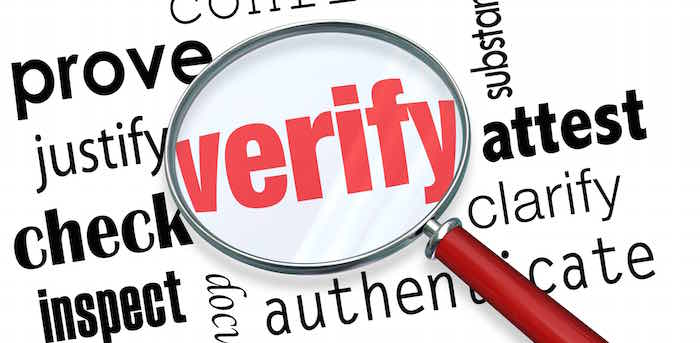 prove
justify
verify
check
inspect
attest
clarify
authenticate